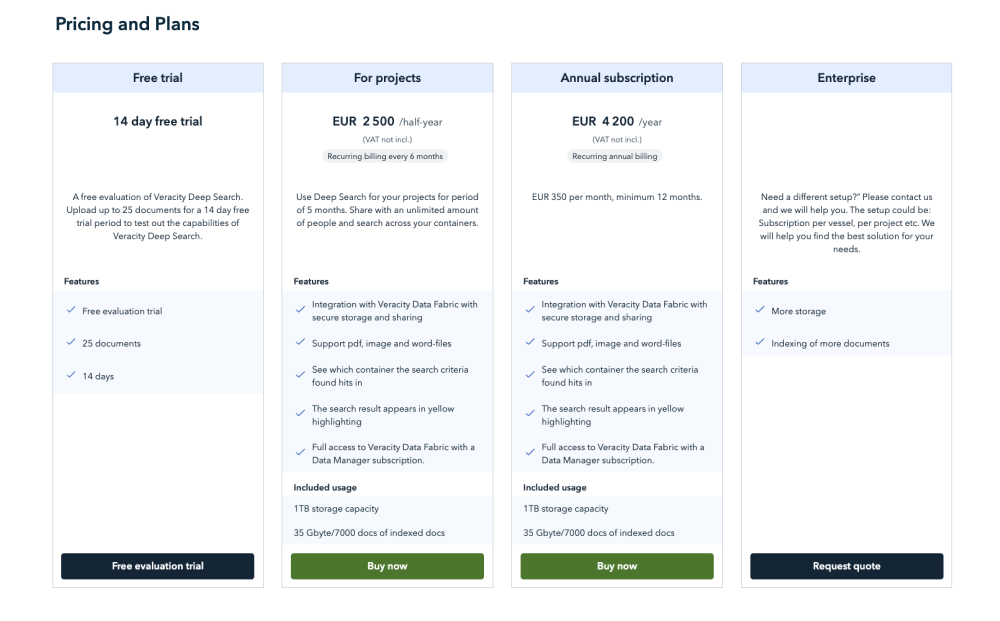 Pricing and Plans
Free trial
14 day free trial
A free evaluation of Veracity Deep Search.
Upload up to 25 documents for a 14 day free
trial period to test out the capabilities of
Veracity Deep Search.
Features
Free evaluation trial
25 documents
14 days
Free evaluation trial
For projects
EUR 2 500 /half-year
(VAT not incl.)
Recurring billing every 6 months
Use Deep Search for your projects for period
of 5 months. Share with an unlimited amount
of people and search across your containers.
Features
Integration with Veracity Data Fabric with
secure storage and sharing
Support pdf, image and word-files
See which container the search criteria
found hits in
The search result appears in yellow
highlighting
Full access to Veracity Data Fabric with a
Data Manager subscription.
Included usage
1TB storage capacity
35 Gbyte/7000 docs of indexed docs
Buy now
Annual subscription
EUR 4 200 /year
(VAT not incl.)
Recurring annual billing
EUR 350 per month, minimum 12 months.
Features
Integration with Veracity Data Fabric with
secure storage and sharing
Support pdf, image and word-files
See which container the search criteria
found hits in
The search result appears in yellow
highlighting
Full access to Veracity Data Fabric with a
Data Manager subscription.
Included usage
1TB storage capacity
35 Gbyte/7000 docs of indexed docs
Buy now
Enterprise
Need a different setup?" Please contact us
and we will help you. The setup could be:
Subscription per vessel, per project etc. We
will help you find the best solution for your
needs.
Features
More storage
Indexing of more documents
Request quote